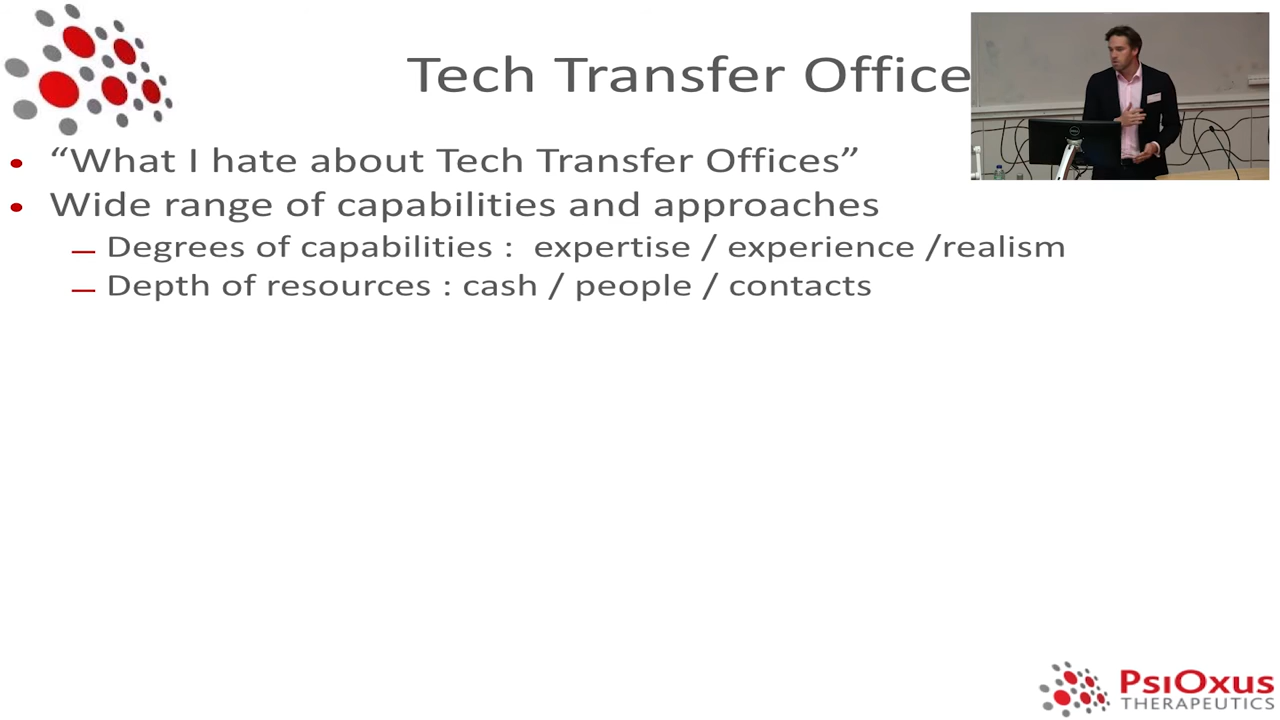 Tech Transfer Office
“What I hate about Tech Transfer Offices”
Wide range of capabilities and approaches
Degrees of capabilities :  expertise / experience /realism
Depth of resources : cash / people / contacts
PsiOxus
THERAPEUTICS